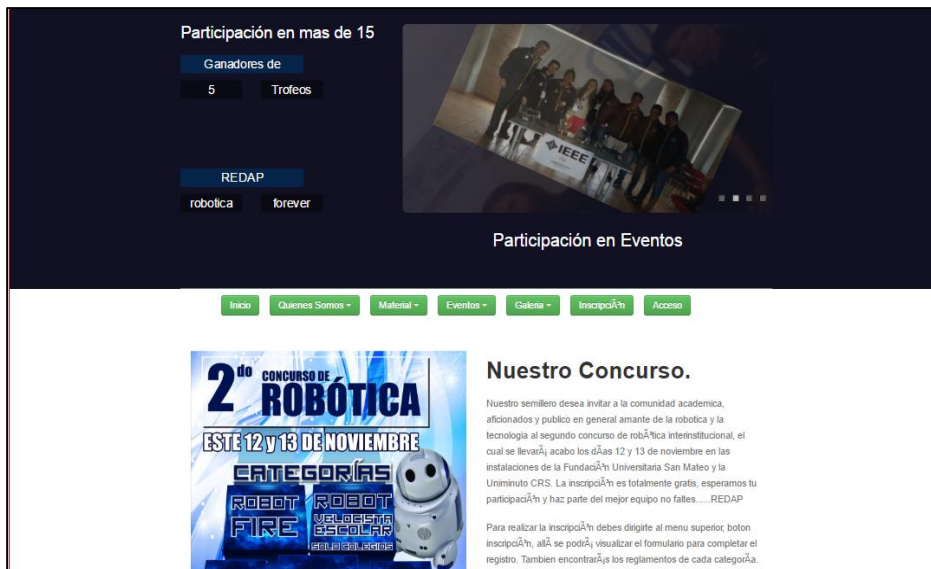 Participación en mas de 15
Ganadores de
5 Trofeos
REDAP
robotica forever
IEEE
Participación en Eventos
Inicio Quienes Somos Material Eventos Galeria InscripciÃ³n Acceso
2do CONCURSO DE
ROBÓTICA
ESTE 12 y 13 DE NOVIEMBRE
CATEGORÍAS
ROBOT FIRE
ROBOT VELOCISTA ESCOLAR
SOLO COLEGIOS
Nuestro Concurso.
Nuestro semillero desea invitar a la comunidad academica,
aficionados y publico en general amante de la robotica y la
tecnologia al segundo concurso de robÃ³tica interinstitucional, el
cual se llevarÃ¡ acabo los dÃ­as 12 y 13 de noviembre en las
instalaciones de la FundaciÃ³n Universitaria San Mateo y la
Uniminuto CRS. La inscripciÃ³n es totalmente gratis, esperamos tu
participaciÃ³n y haz parte del mejor equipo no faltes......REDAP
Para realizar la inscripciÃ³n debes dirigirte al menu superior, boton
inscripciÃ³n, allÃ­ se podrÃ¡ visualizar el formulario para completar el
registro. Tambien encontrarÃ¡s los reglamentos de cada categorÃ­a.